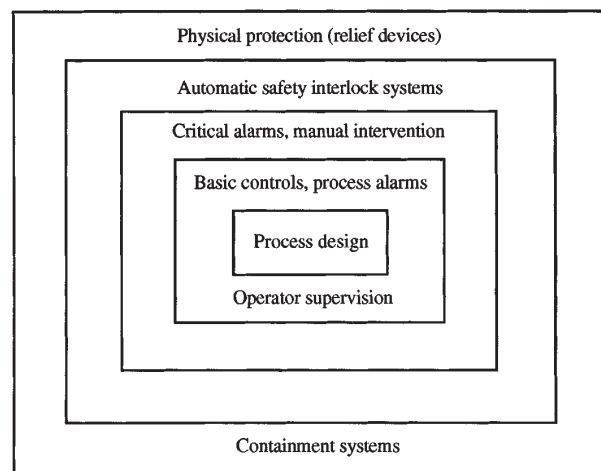 Physical protection (relief devices)
Automatic safety interlock systems
Critical alarms, manual intervention
Basic controls, process alarms
Process design
Operator supervision
Containment systems